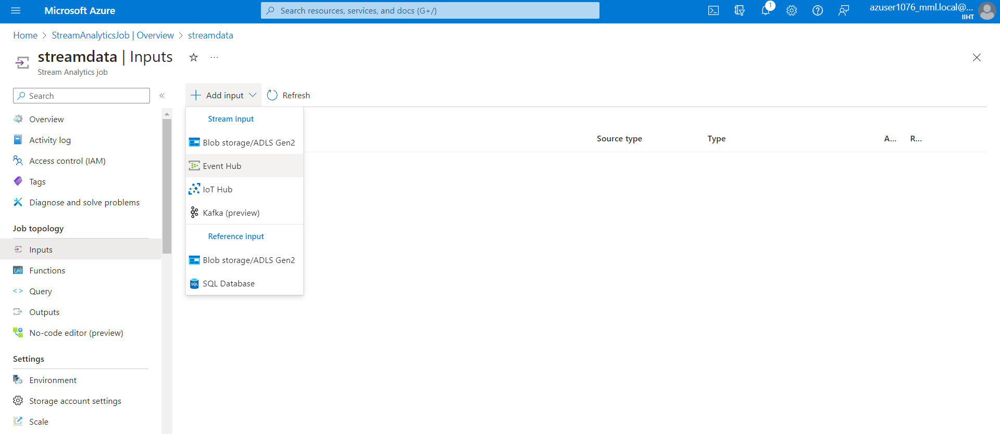 Microsoft Azure
Search resources, services, and docs (G+/)
1
azuser1076_mml.local@...
IIHT
Home > StreamAnalyticsJob | Overview > streamdata
streamdata | Inputs
...
Stream Analytics job
Search
«
Add input
Refresh
Overview
Activity log
Access control (IAM)
Tags
Diagnose and solve problems
Job topology
Inputs
Functions
Query
Outputs
No-code editor (preview)
Settings
Environment
Storage account settings
Scale
Stream input
Blob storage/ADLS Gen2
Event Hub
IoT Hub
Kafka (preview)
Reference input
Blob storage/ADLS Gen2
SQL
SQL Database
Source type
Type
A...
R...